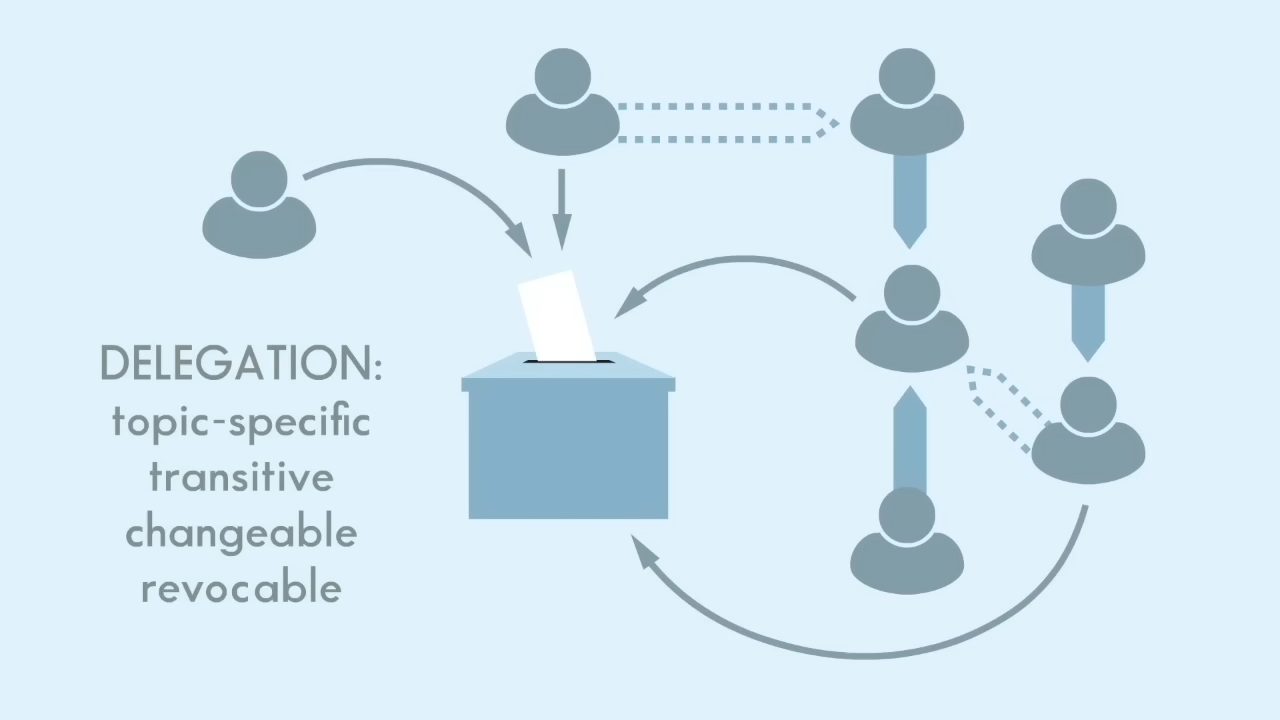 DELEGATION:
topic-specific
transitive
changeable
revocable